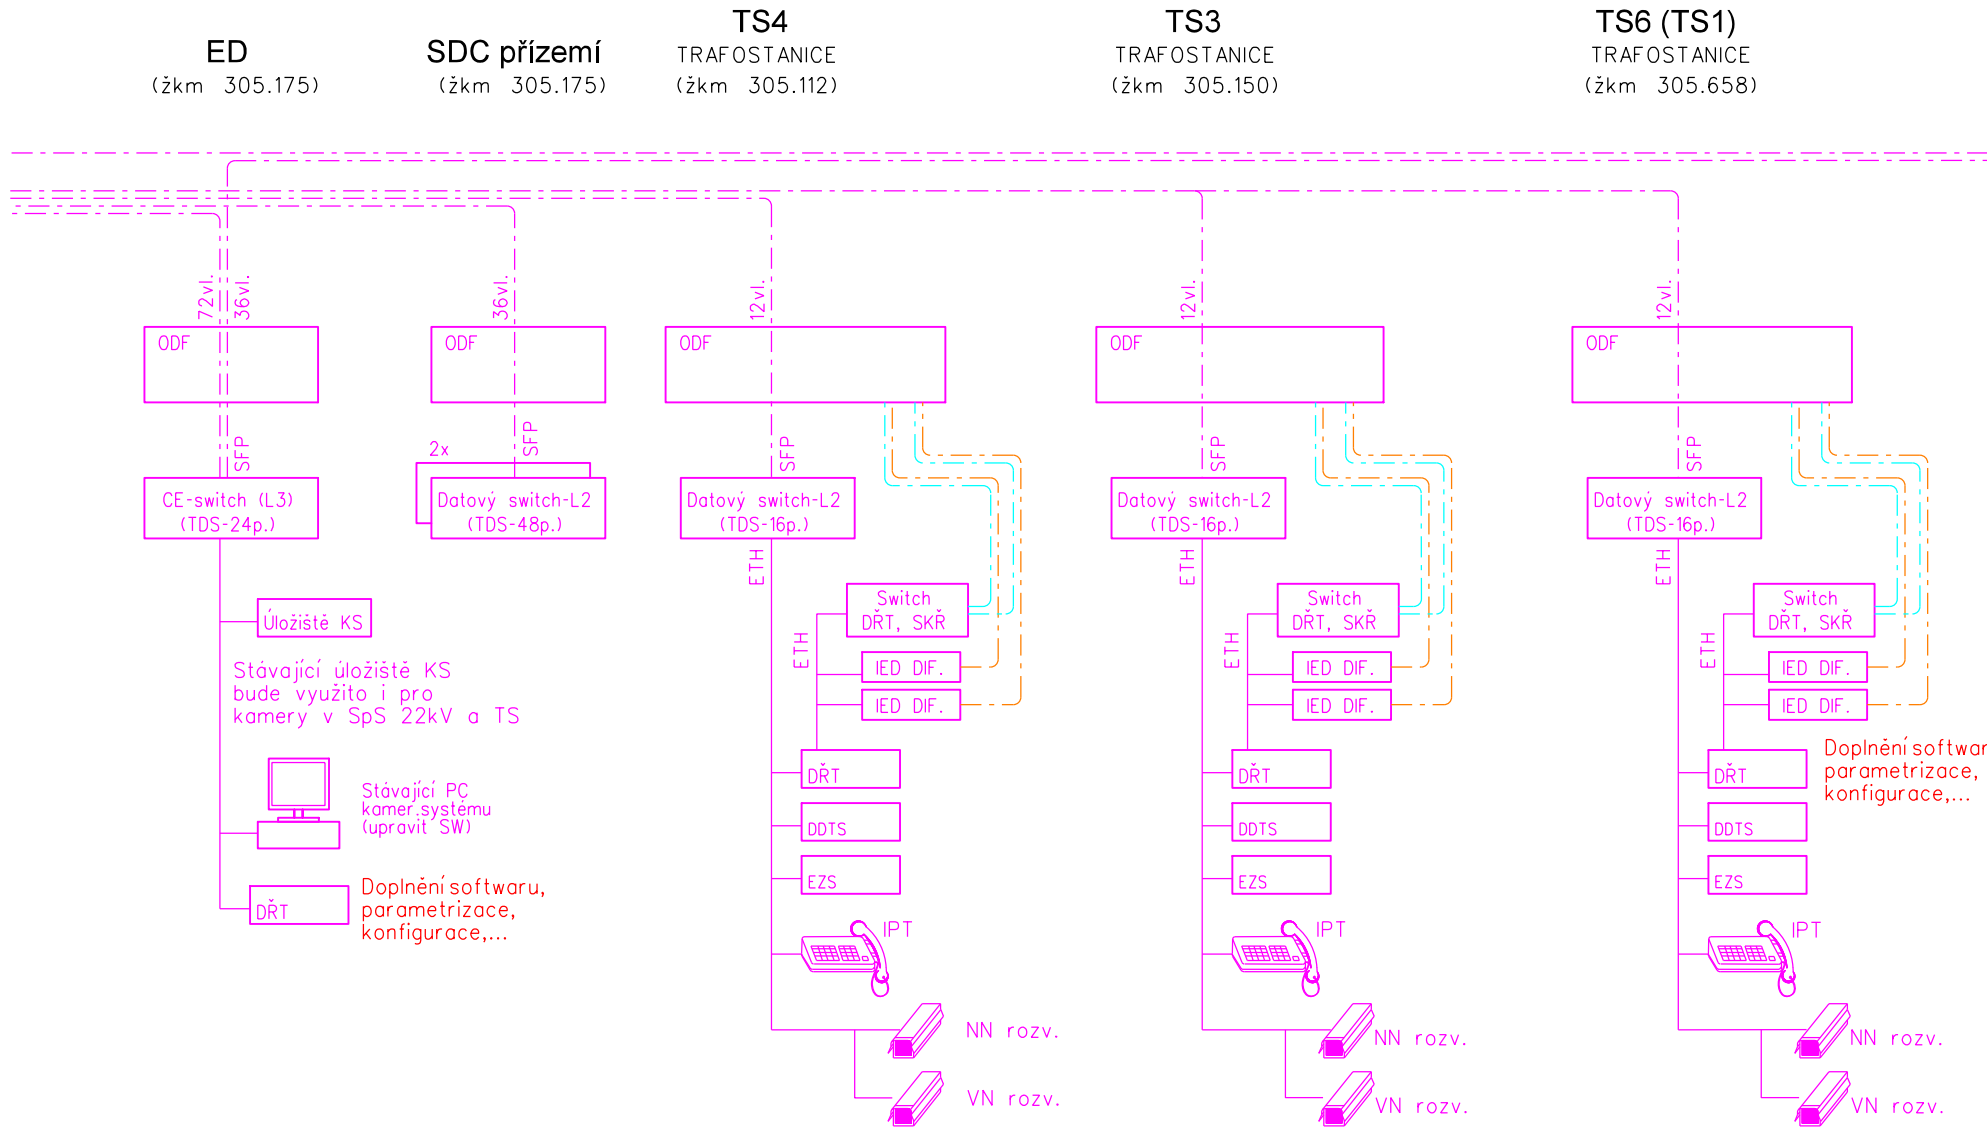 ED
(žkm 305.175)
SDC přízemí
(žkm 305.175)
TS4
TRAFOSTANICE
(žkm 305.112)
TS3
TRAFOSTANICE
(žkm 305.150)
TS6 (TS1)
TRAFOSTANICE
(žkm 305.658)
72vl.
36vl.
ODF
SFP
CE-switch (L3)
(TDS-24p.)
Úložiště KS
Stávající úložiště KS
bude využito i pro
kamery v SpS 22kV a TS
Stávající PC
kamer.systému
(upravit SW)
DŘT
Doplnění softwaru,
parametrizace,
konfigurace,...
36vl.
ODF
SFP
2x
Datový switch-L2
(TDS-48p.)
12vl.
ODF
SFP
Datový switch-L2
(TDS-16p.)
ETH
Switch
DŘT, SKŘ
ETH
IED DIF.
IED DIF.
DŘT
DDTS
EZS
IPT
NN rozv.
VN rozv.
12vl.
ODF
SFP
Datový switch-L2
(TDS-16p.)
ETH
Switch
DŘT, SKŘ
ETH
IED DIF.
IED DIF.
DŘT
DDTS
EZS
IPT
NN rozv.
VN rozv.
12vl.
ODF
SFP
Datový switch-L2
(TDS-16p.)
ETH
Switch
DŘT, SKŘ
ETH
IED DIF.
IED DIF.
DŘT
Doplnění softwar
parametrizace,
konfigurace,...
DDTS
EZS
IPT
NN rozv.
VN rozv.